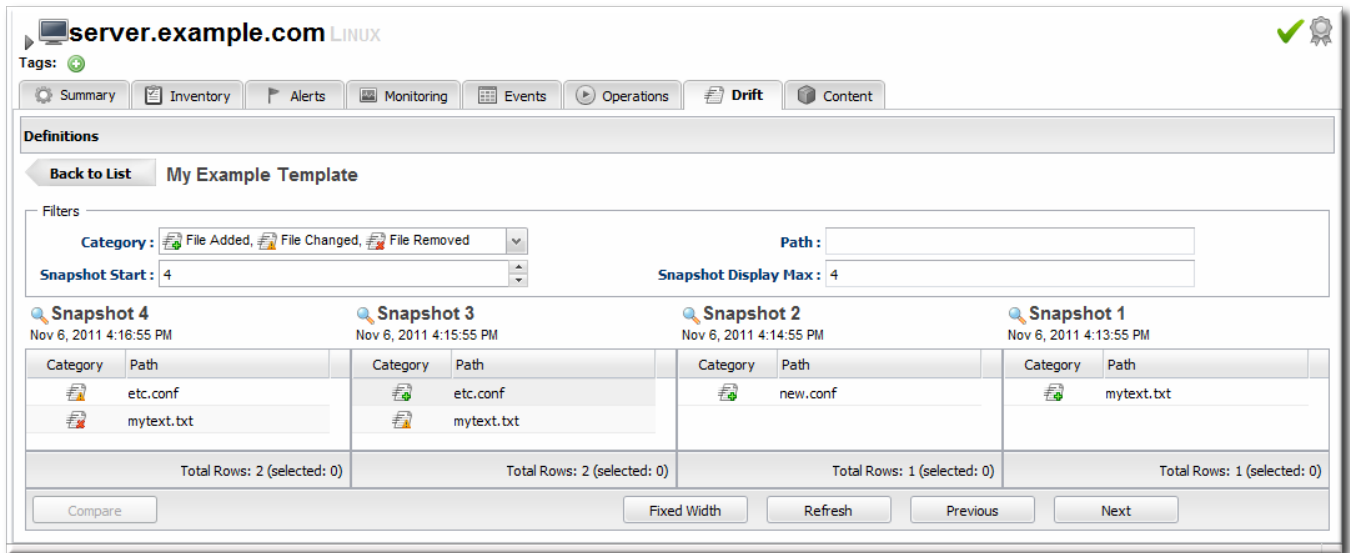 server.example.com LINUX
Tags:
Summary Inventory Alerts Monitoring Events Operations Drift Content
Definitions
Back to List My Example Template
Filters
Category : File Added, File Changed, File Removed Path :
Snapshot Start : 4 Snapshot Display Max : 4
Snapshot 4 Snapshot 3 Snapshot 2 Snapshot 1
Nov 6, 2011 4:16:55 PM Nov 6, 2011 4:15:55 PM Nov 6, 2011 4:14:55 PM Nov 6, 2011 4:13:55 PM
Category Path Category Path Category Path Category Path
etc.conf etc.conf new.conf mytext.txt
mytext.txt mytext.txt
Total Rows: 2 (selected: 0) Total Rows: 2 (selected: 0) Total Rows: 1 (selected: 0) Total Rows: 1 (selected: 0)
Compare Fixed Width Refresh Previous Next